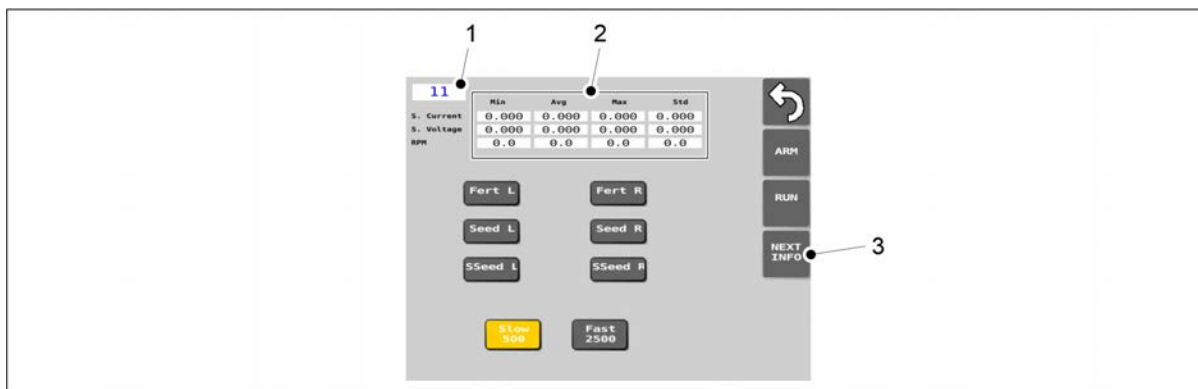 1 2
11
Min Avg Max Std
S. Current 0.000 0.000 0.000 0.000
S. Voltage 0.000 0.000 0.000 0.000
RPM 0.0 0.0 0.0 0.0
ARM
Fert L Fert R
RUN
Seed L Seed R
NEXT
INFO
3
SSeed L SSeed R
Slow
500
Fast
2500